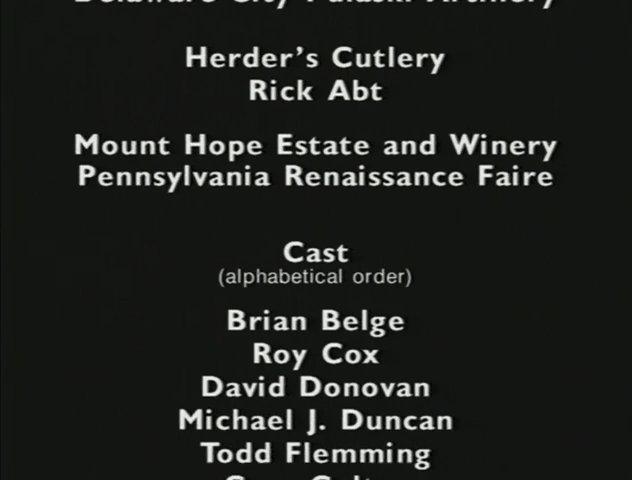 Herder's Cutlery
Rick Abt
Mount Hope Estate and Winery
Pennsylvania Renaissance Faire
Cast
(alphabetical order)
Brian Belge
Roy Cox
David Donovan
Michael J. Duncan
Todd Flemming